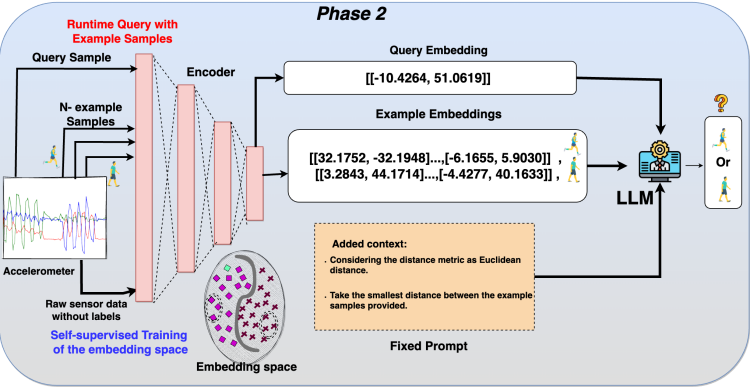 Phase 2
Runtime Query with
Example Samples
Query Sample
N- example
Samples
Encoder
Query Embedding
[[-10.4264, 51.0619]]
Example Embeddings
[[32.1752, -32.1948]...,[-6.1655, 5.9030]] ,
[[3.2843, 44.1714]...,[-4.4277, 40.1633]] ,
?
Or
LLM
Accelerometer
Raw sensor data
without labels
Self-supervised Training
of the embedding space
Embedding space
Added context:
. Considering the distance metric as Euclidean
distance.
. Take the smallest distance between the example
samples provided.
Fixed Prompt